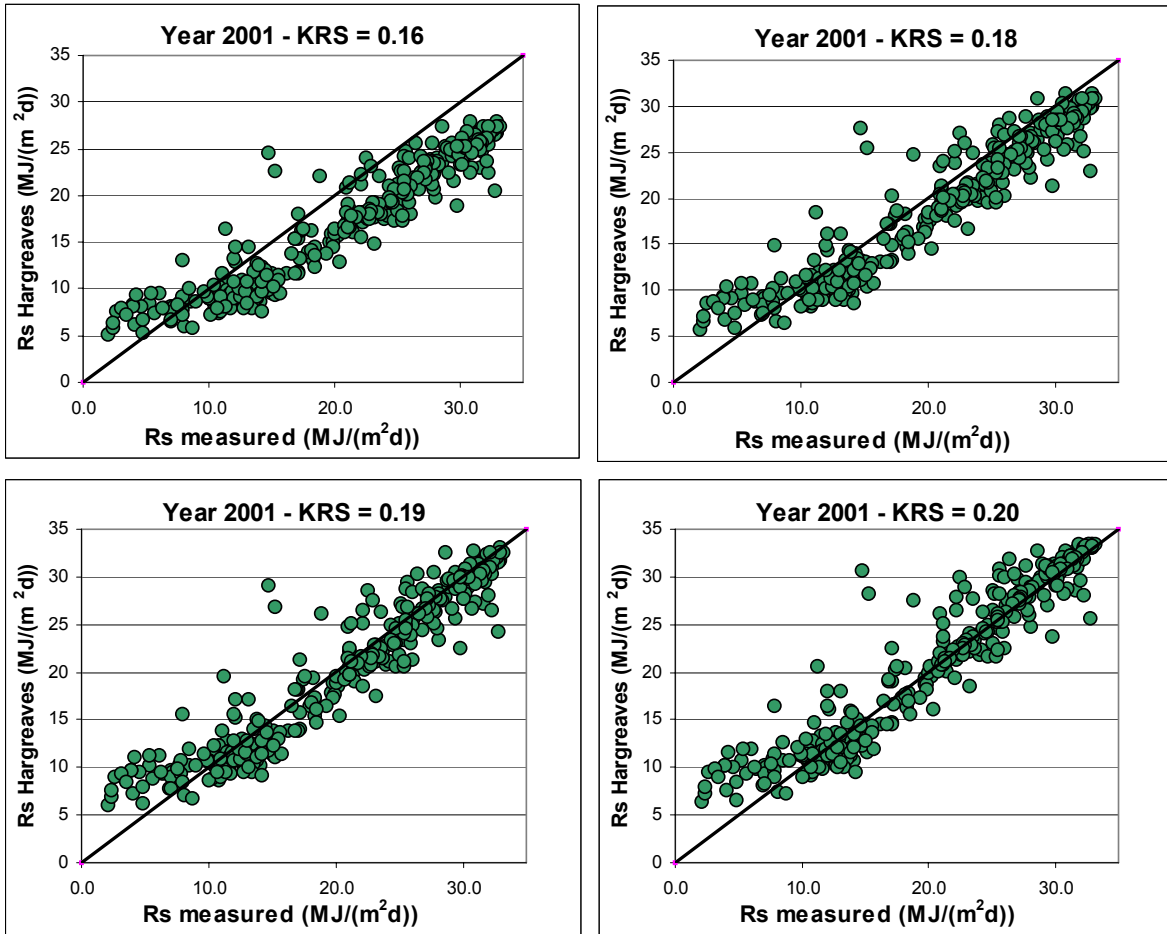 Year 2001 - KRS = 0.16
35
30
25
20
15
10
5
0
0.0 10.0 20.0 30.0
Rs Hargreaves (MJ/(m ²d))
Rs measured (MJ/(m²d))
Year 2001 - KRS = 0.18
35
30
25
20
15
10
5
0
0.0 10.0 20.0 30.0
Rs Hargreaves (MJ/(m ²d))
Rs measured (MJ/(m²d))
Year 2001 - KRS = 0.19
35
30
25
20
15
10
5
0
0.0 10.0 20.0 30.0
Rs Hargreaves (MJ/(m ²d))
Rs measured (MJ/(m²d))
Year 2001 - KRS = 0.20
35
30
25
20
15
10
5
0
0.0 10.0 20.0 30.0
Rs Hargreaves (MJ/(m ²d))
Rs measured (MJ/(m²d))